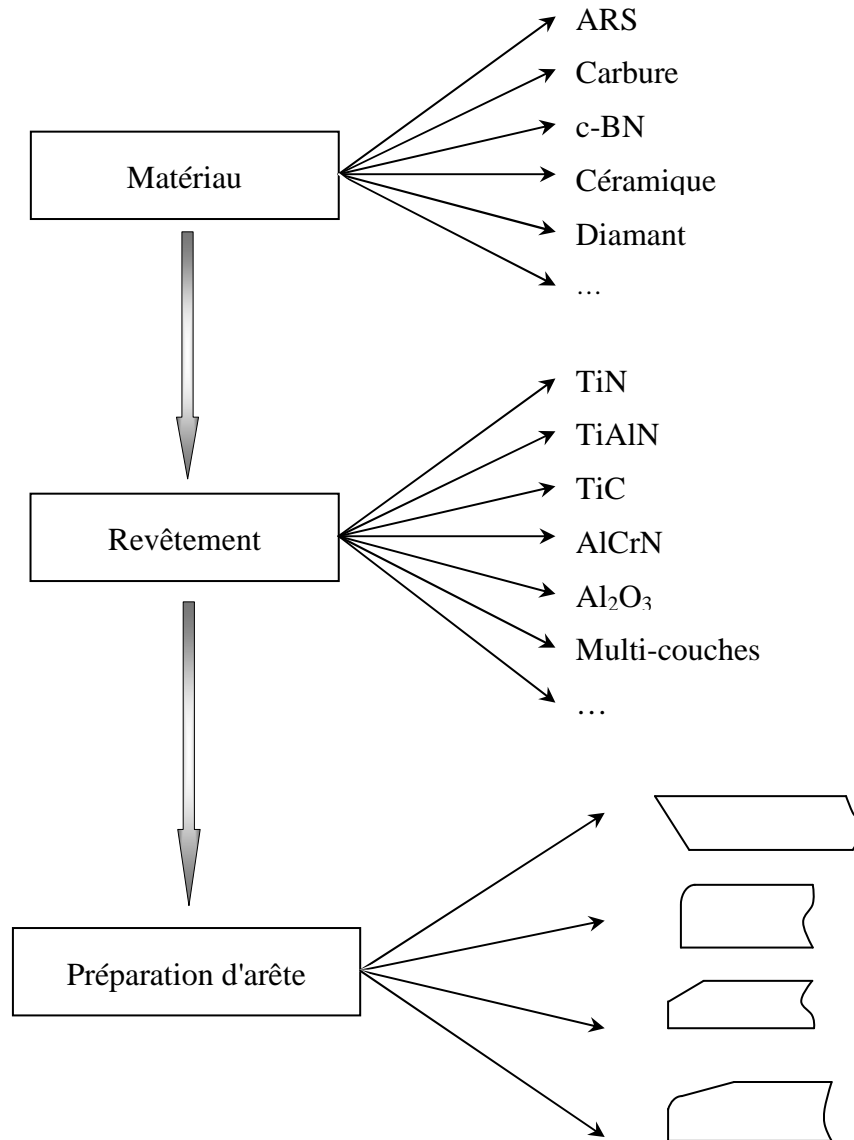 ARS
Carbure
c-BN
Matériau
Céramique
Diamant
…
TiN
TiAlN
TiC
Revêtement
AlCrN
Al₂O₃
Multi-couches
…
Préparation d'arête